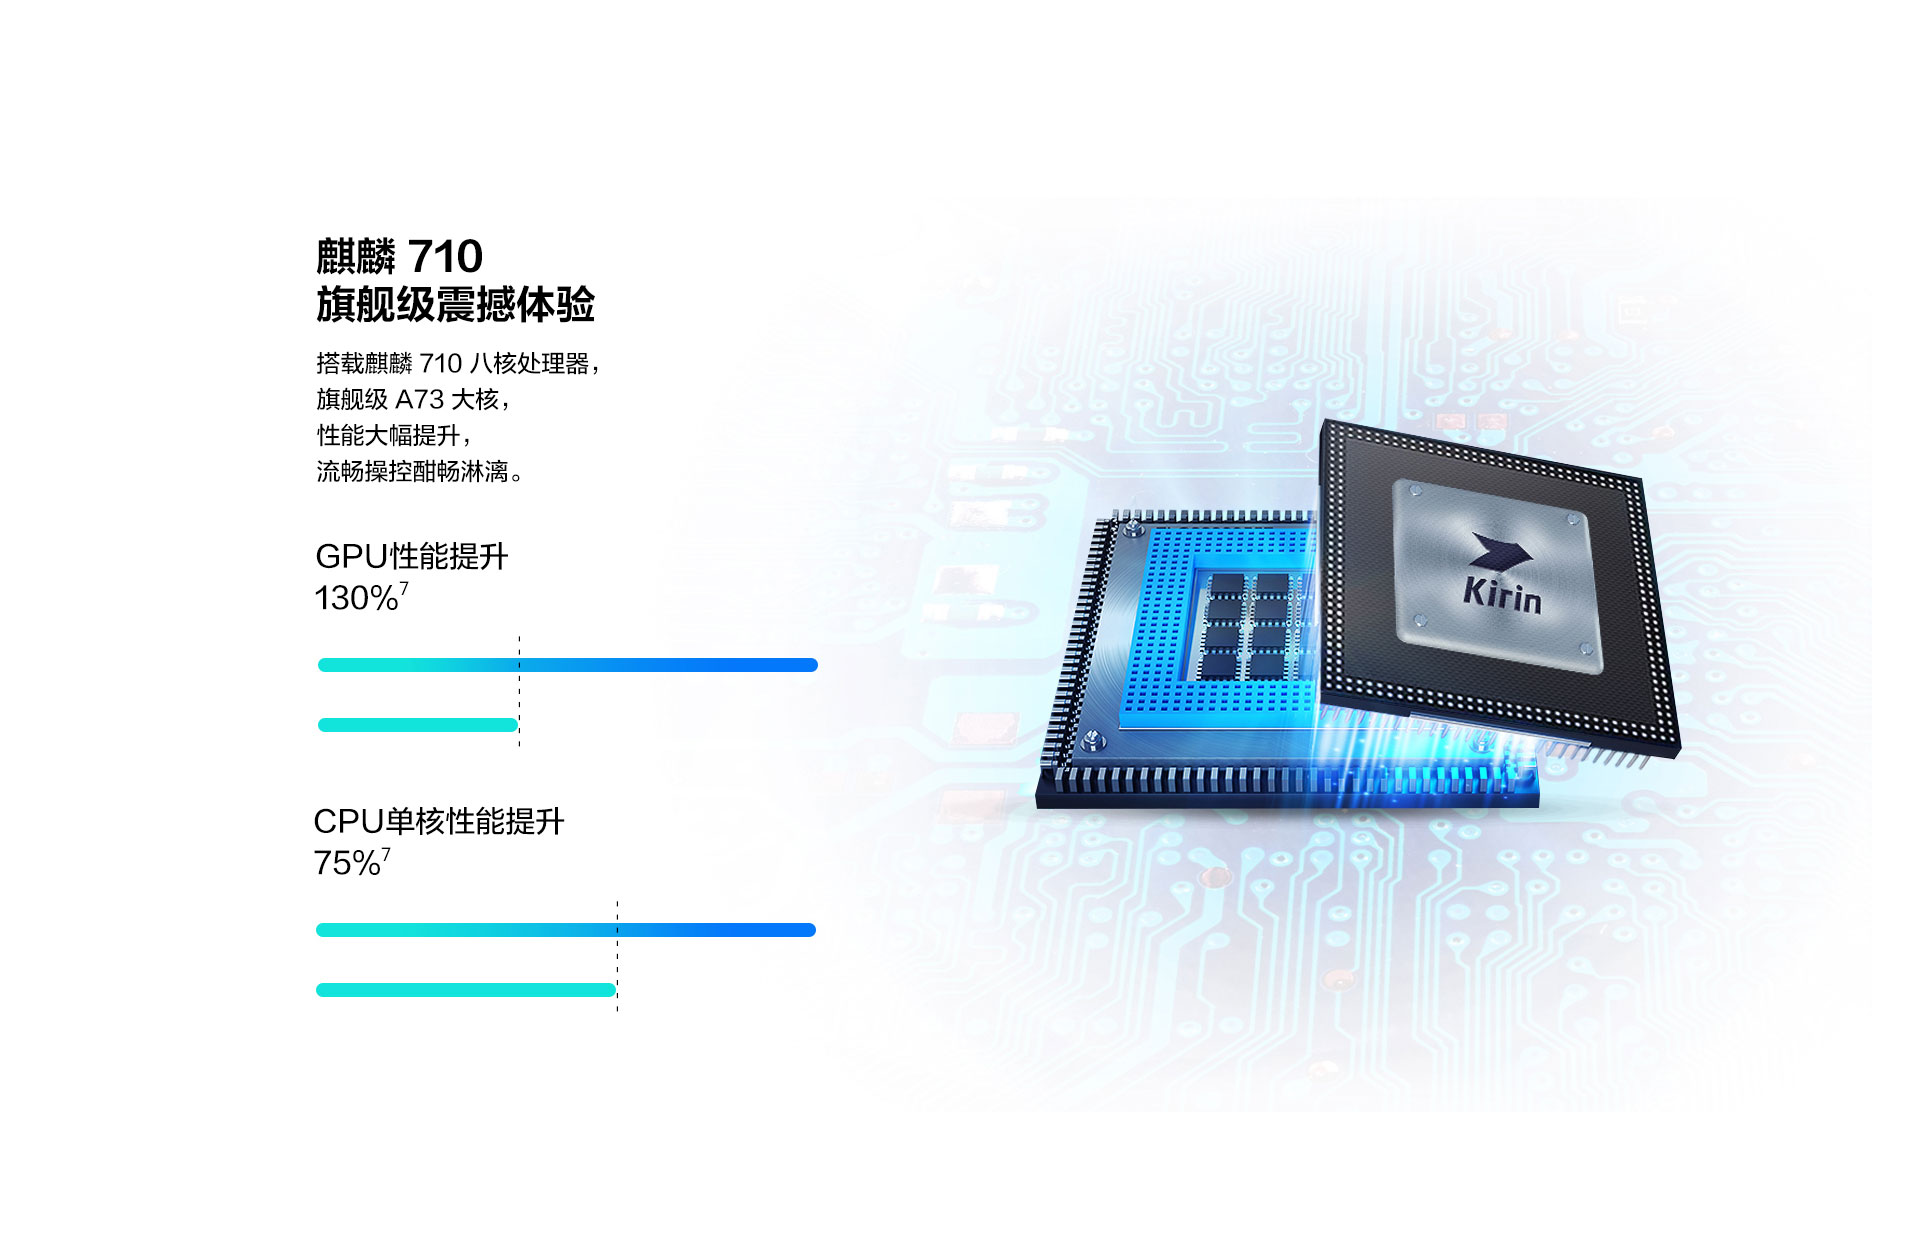 麒麟 710
旗舰级震撼体验
搭载麒麟 710 八核处理器，
旗舰级 A73 大核，
性能大幅提升，
流畅操控酣畅淋漓。
GPU性能提升
130%7
CPU单核性能提升
75%7
Kirin